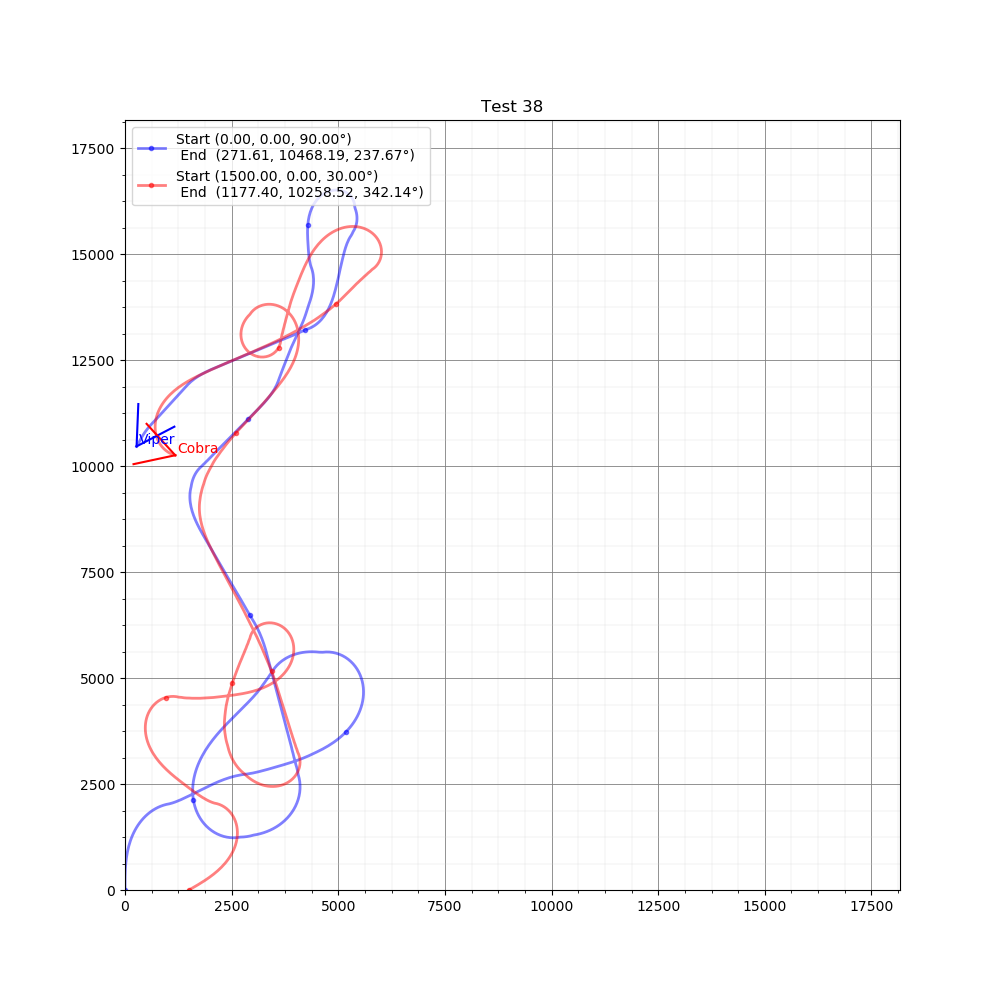 Test 38
Start (0.00, 0.00, 90.00°)
End (271.61, 10468.19, 237.67°)
Start (1500.00, 0.00, 30.00°)
End (1177.40, 10258.52, 342.14°)
17500
15000
12500
10000
7500
5000
2500
0
Viper
Cobra
0 2500 5000 7500 10000 12500 15000 17500